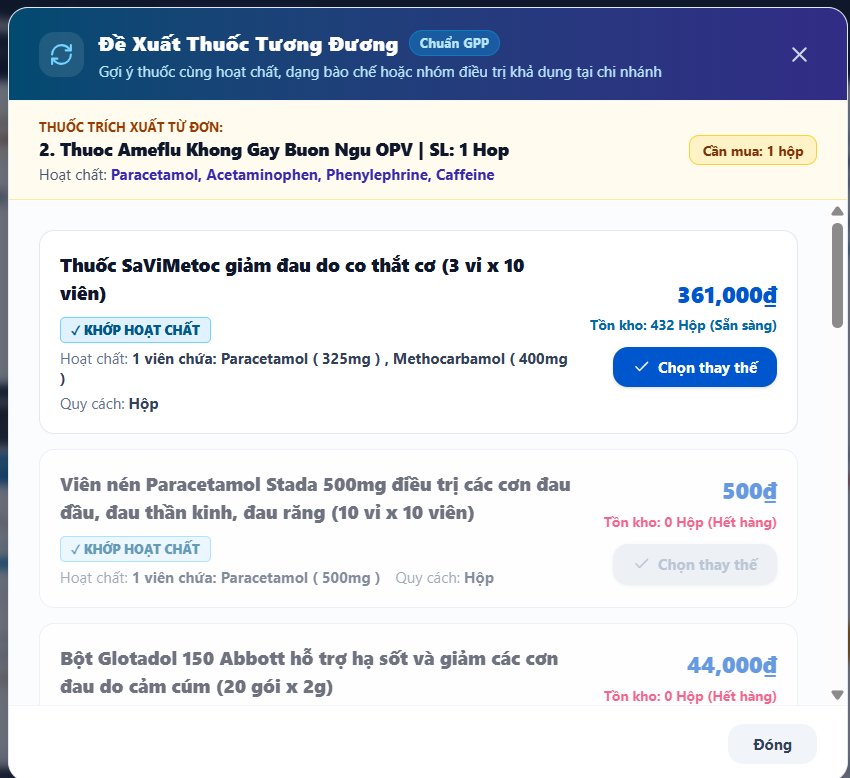 Đề Xuất Thuốc Tương Đương Chuẩn GPP
Gợi ý thuốc cùng hoạt chất, dạng bào chế hoặc nhóm điều trị khả dụng tại chi nhánh
THUỐC TRÍCH XUẤT TỪ ĐƠN:
2. Thuoc Ameflu Khong Gay Buon Ngu OPV | SL: 1 Hop
Hoạt chất: Paracetamol, Acetaminophen, Phenylephrine, Caffeine
Cần mua: 1 hộp
Thuốc SaViMetoc giảm đau do co thắt cơ (3 vỉ x 10
viên)
✓ KHỚP HOẠT CHẤT
Hoạt chất: 1 viên chứa: Paracetamol ( 325mg ) , Methocarbamol ( 400mg
)
Quy cách: Hộp
361,000₫
Tồn kho: 432 Hộp (Sẵn sàng)
✓ Chọn thay thế
Viên nén Paracetamol Stada 500mg điều trị các cơn đau
đầu, đau thần kinh, đau răng (10 vỉ x 10 viên)
✓ KHỚP HOẠT CHẤT
Hoạt chất: 1 viên chứa: Paracetamol ( 500mg ) Quy cách: Hộp
500₫
Tồn kho: 0 Hộp (Hết hàng)
✓ Chọn thay thế
Bột Glotadol 150 Abbott hỗ trợ hạ sốt và giảm các cơn
đau do cảm cúm (20 gói x 2g)
44,000₫
Tồn kho: 0 Hộp (Hết hàng)
Đóng